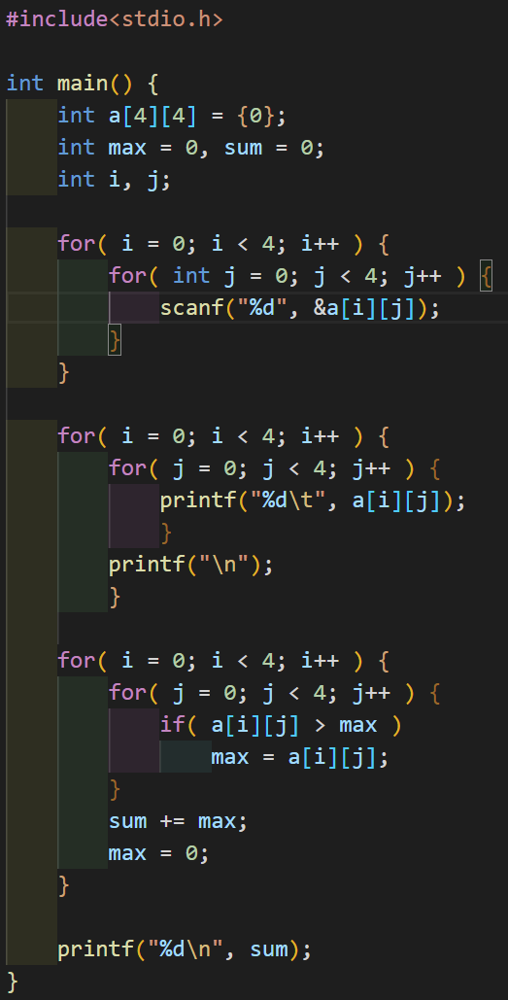 #include<stdio.h>
int main() {
int a[4][4] = {0};
int max = 0, sum = 0;
int i, j;
for( i = 0; i < 4; i++ ) {
for( int j = 0; j < 4; j++ ) {
scanf("%d", &a[i][j]);
}
}
for( i = 0; i < 4; i++ ) {
for( j = 0; j < 4; j++ ) {
printf("%d\t", a[i][j]);
}
printf("\n");
}
for( i = 0; i < 4; i++ ) {
for( j = 0; j < 4; j++ ) {
if( a[i][j] > max )
max = a[i][j];
}
sum += max;
max = 0;
}
printf("%d\n", sum);
}